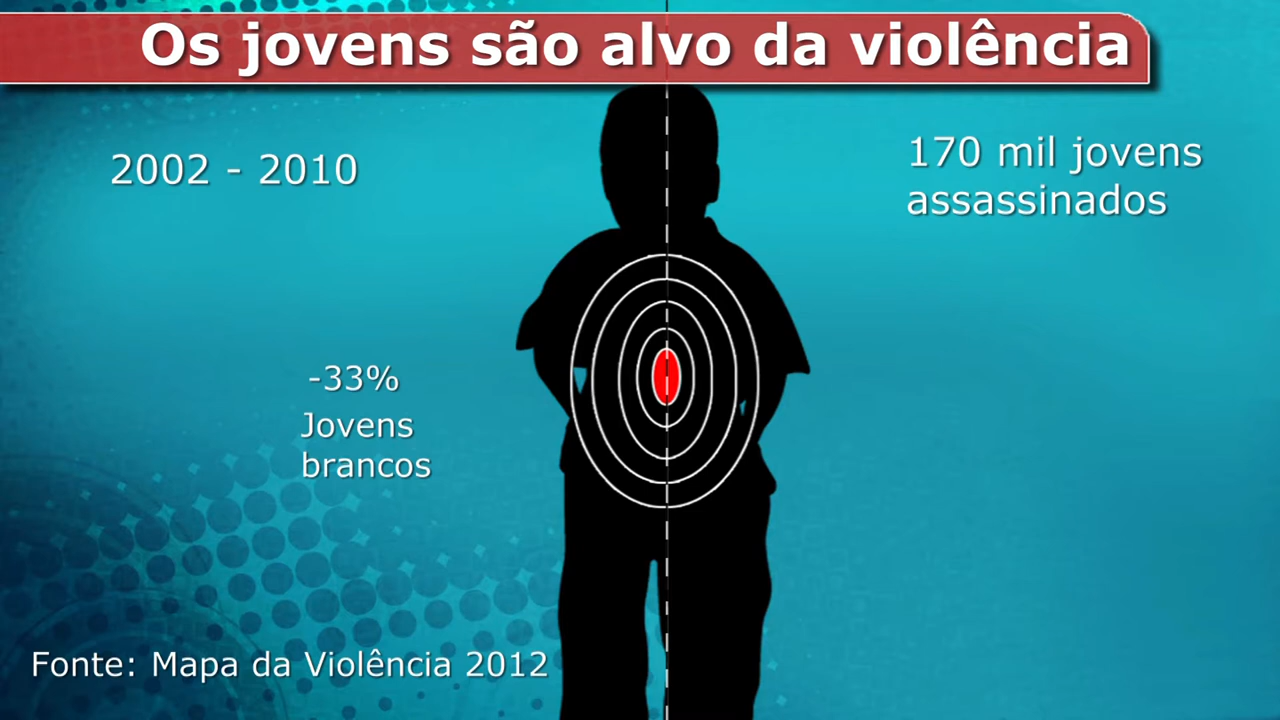 Os jovens são alvo da violência
2002 - 2010
170 mil jovens
assassinados
-33%
Jovens
brancos
Fonte: Mapa da Violência 2012